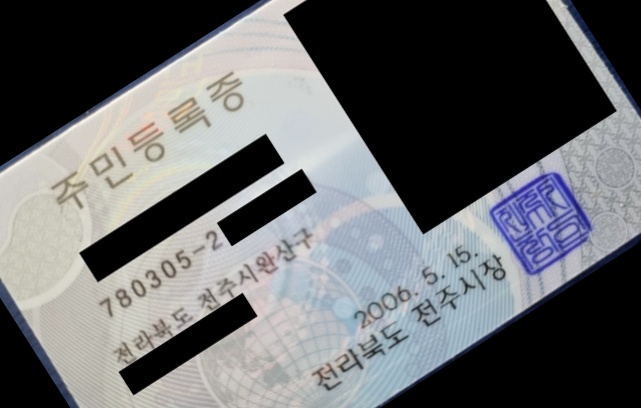 주민등록증
780305-2
전라북도 전주시완산구
2006. 5. 15.
전라북도 전주시장